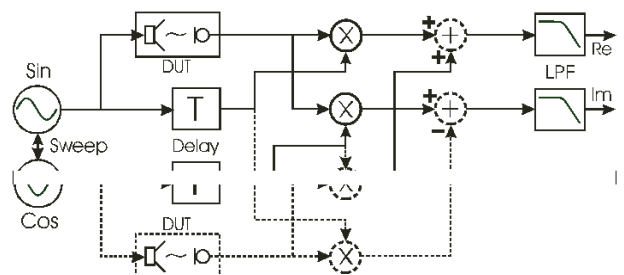 Sin
DUT
T
Delay
Sweep
Cos
DUT
LPF
Re
Im